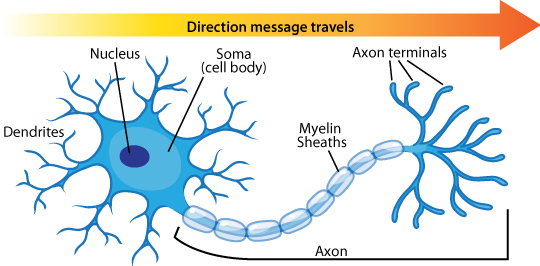 Direction message travels
Nucleus
Soma
(cell body)
Axon terminals
Dendrites
Myelin
Sheaths
Axon